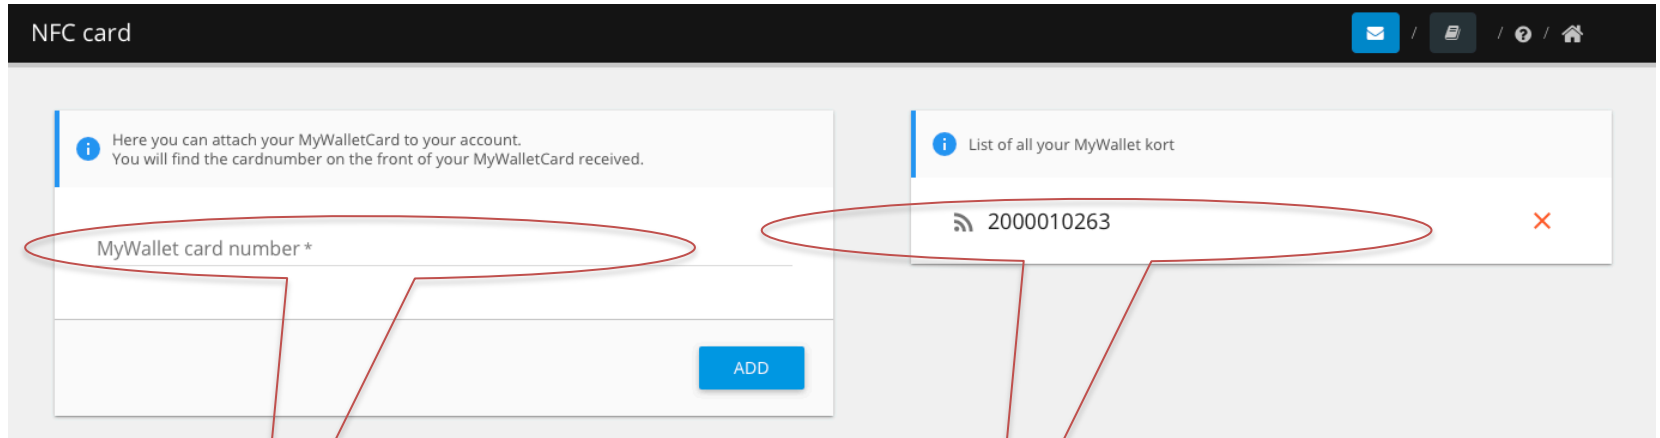 NFC card
/ / /
Here you can attach your MyWalletCard to your account.
You will find the cardnumber on the front of your MyWalletCard received.
MyWallet card number *
ADD
List of all your MyWallet kort
2000010263